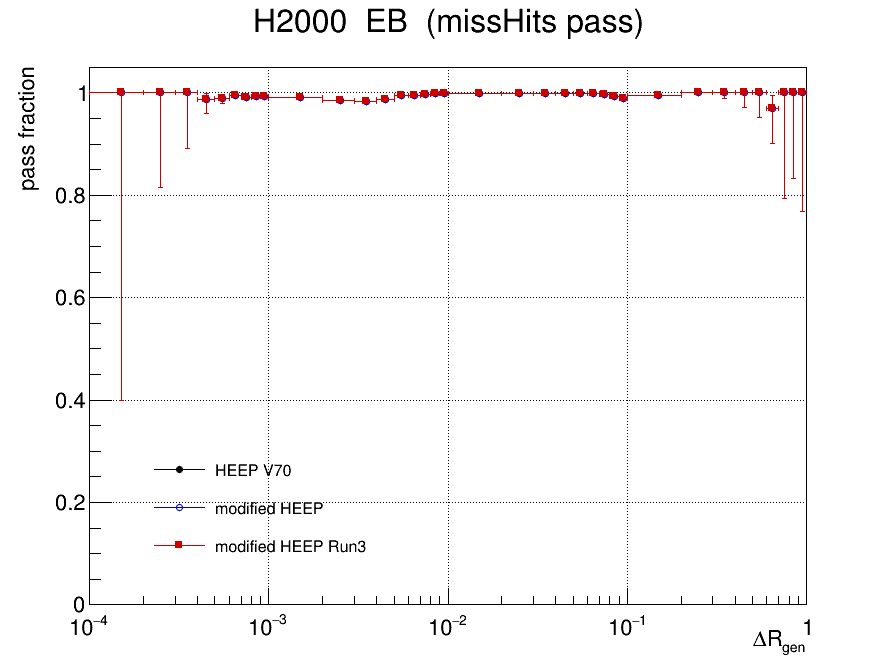 H2000 EB (missHits pass)
pass fraction
1
0.8
0.6
0.4
0.2
0
HEEP V70
modified HEEP
modified HEEP Run3
10⁻⁴ 10⁻³ 10⁻² 10⁻¹ 1
ΔR_gen